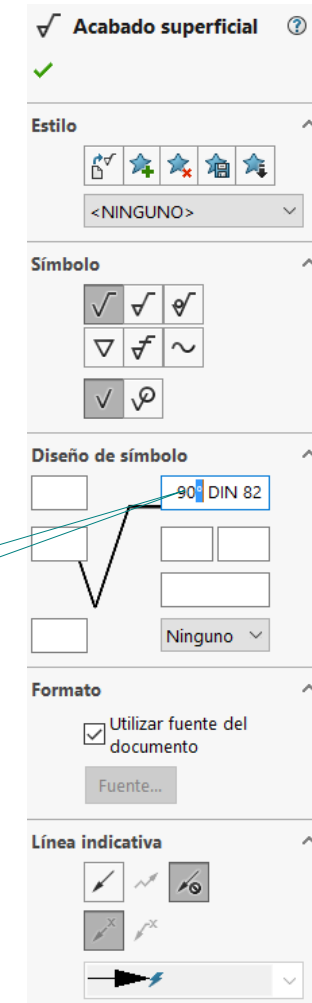 Acabado superficial
Estilo
<NINGUNO>
Símbolo
Diseño de símbolo
90° DIN 82
Ninguno
Formato
Utilizar fuente del
documento
Fuente...
Línea indicativa